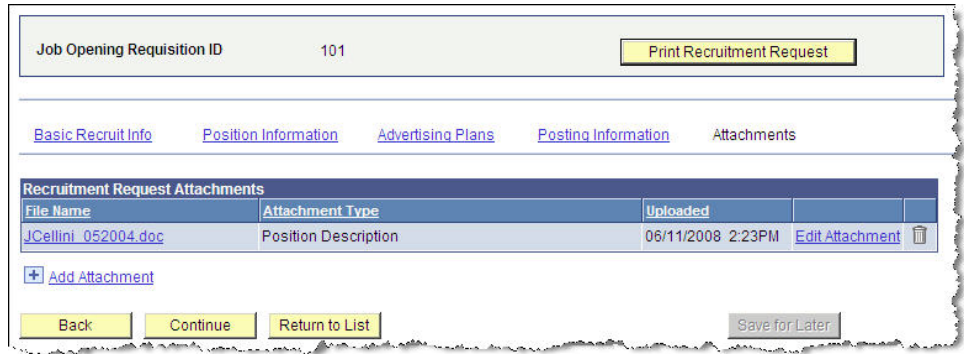 Job Opening Requisition ID 101 Print Recruitment Request
Basic Recruit Info Position Information Advertising Plans Posting Information Attachments
Recruitment Request Attachments
File Name Attachment Type Uploaded
JCellini_052004.doc Position Description 06/11/2008 2:23PM Edit Attachment
Add Attachment
Back Continue Return to List Save for Later